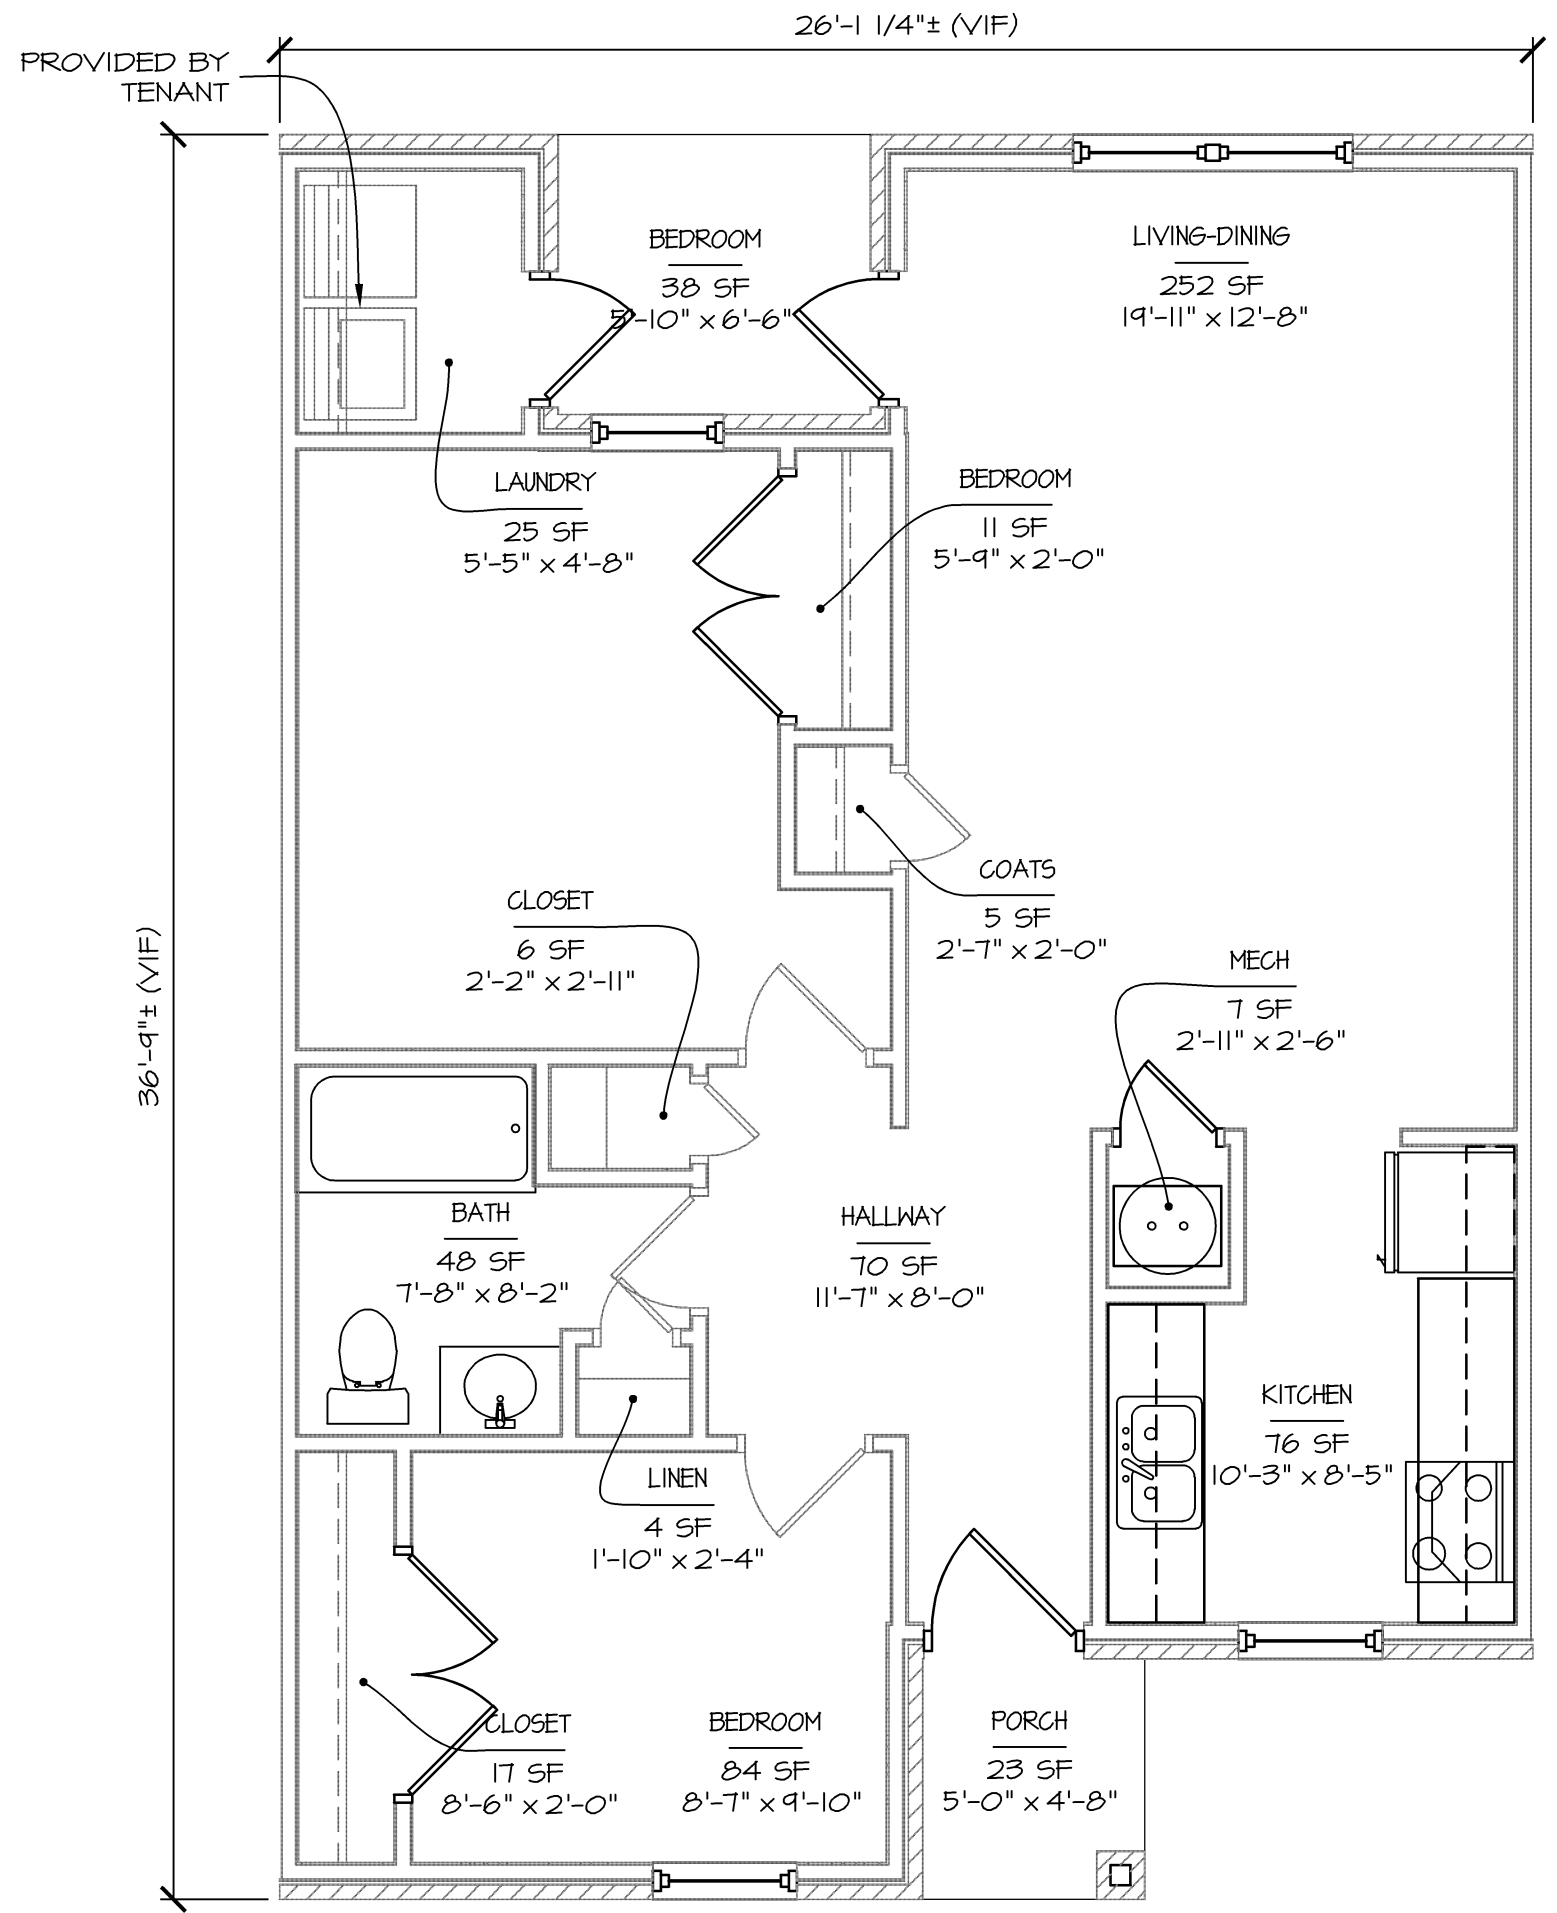 26'-1 1/4"± (VIF)
PROVIDED BY
TENANT
BEDROOM
38 SF
5'-10" x 6'-6"
LIVING-DINING
252 SF
19'-11" x 12'-8"
LAUNDRY
25 SF
5'-5" x 4'-8"
BEDROOM
11 SF
5'-9" x 2'-0"
COATS
5 SF
2'-7" x 2'-0"
CLOSET
6 SF
2'-2" x 2'-11"
36'-9"± (VIF)
MECH
7 SF
2'-11" x 2'-6"
BATH
48 SF
7'-8" x 8'-2"
HALLWAY
70 SF
11'-7" x 8'-0"
KITCHEN
76 SF
10'-3" x 8'-5"
LINEN
4 SF
1'-10" x 2'-4"
CLOSET
17 SF
8'-6" x 2'-0"
BEDROOM
84 SF
8'-7" x 9'-10"
PORCH
23 SF
5'-0" x 4'-8"